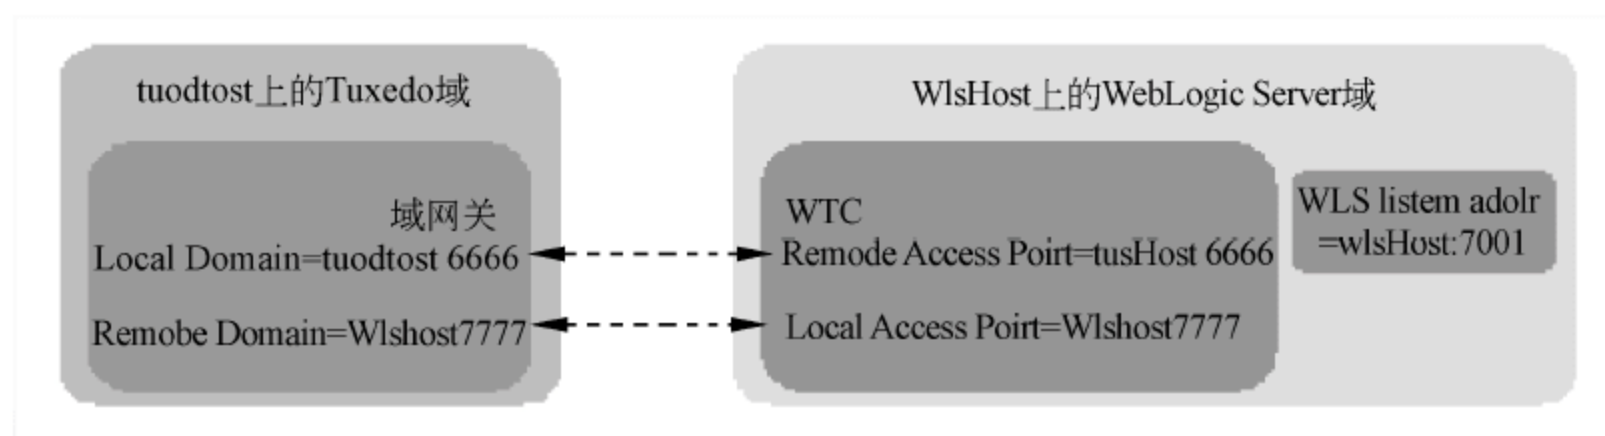 tuodtost上的Tuxedo域
域网关
Local Domain=tuodtost 6666
Remobe Domain=Wlshost7777
WlsHost上的WebLogic Server域
WTC
Remode Access Poirt=tusHost 6666
Local Access Poirt=Wlshost7777
WLS listem adolr
=wlsHost:7001